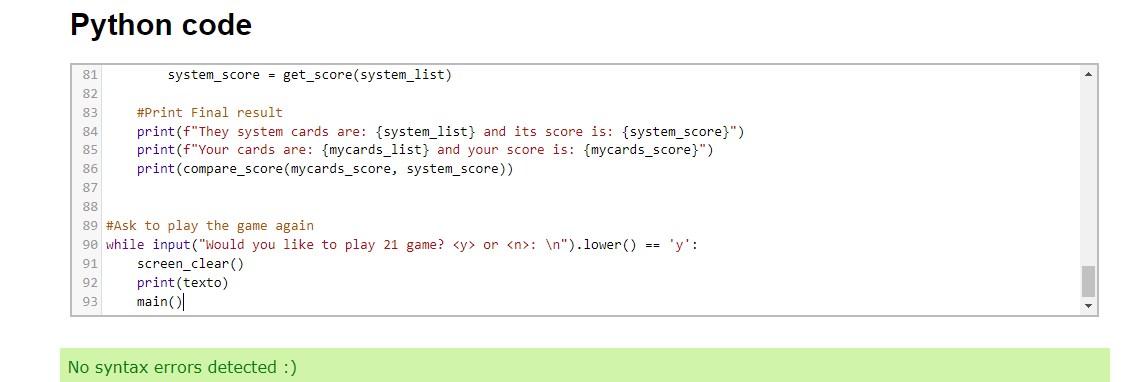 Python code
81         system_score = get_score(system_list)
82
83     #Print Final result
84     print(f"They system cards are: {system_list} and its score is: {system_score}")
85     print(f"Your cards are: {mycards_list} and your score is: {mycards_score}")
86     print(compare_score(mycards_score, system_score))
87
88
89 #Ask to play the game again
90 while input("Would you like to play 21 game? <y> or <n>: \n").lower() == 'y':
91     screen_clear()
92     print(texto)
93     main()
No syntax errors detected :)